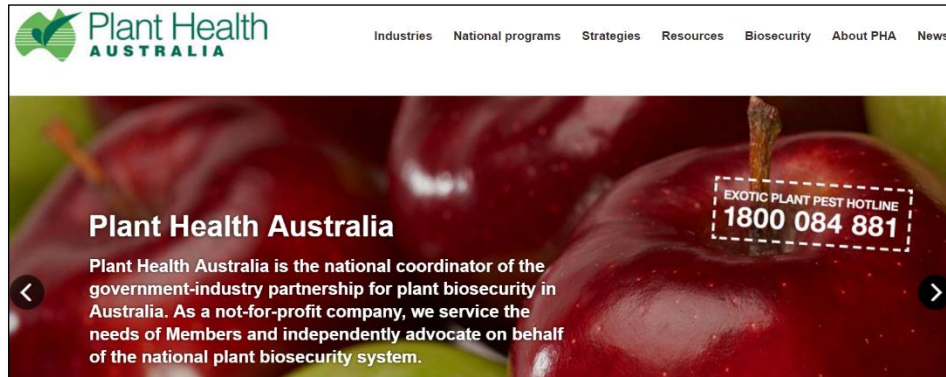 Plant Health
AUSTRALIA
Industries National programs Strategies Resources Biosecurity About PHA News
EXOTIC PLANT PEST HOTLINE
1800 084 881
Plant Health Australia
Plant Health Australia is the national coordinator of the
government-industry partnership for plant biosecurity in
Australia. As a not-for-profit company, we service the
needs of Members and independently advocate on behalf
of the national plant biosecurity system.